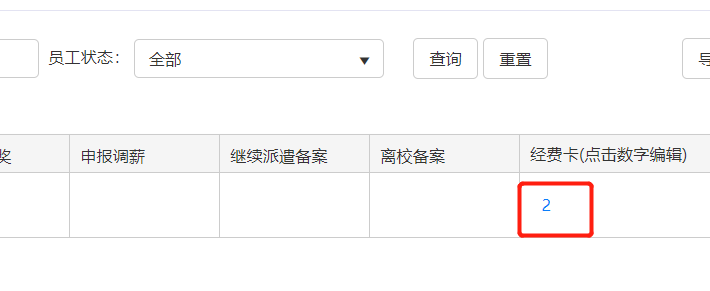 员工状态： 全部 查询 重置 导
奖 申报调薪 继续派遣备案 离校备案 经费卡(点击数字编辑)
2